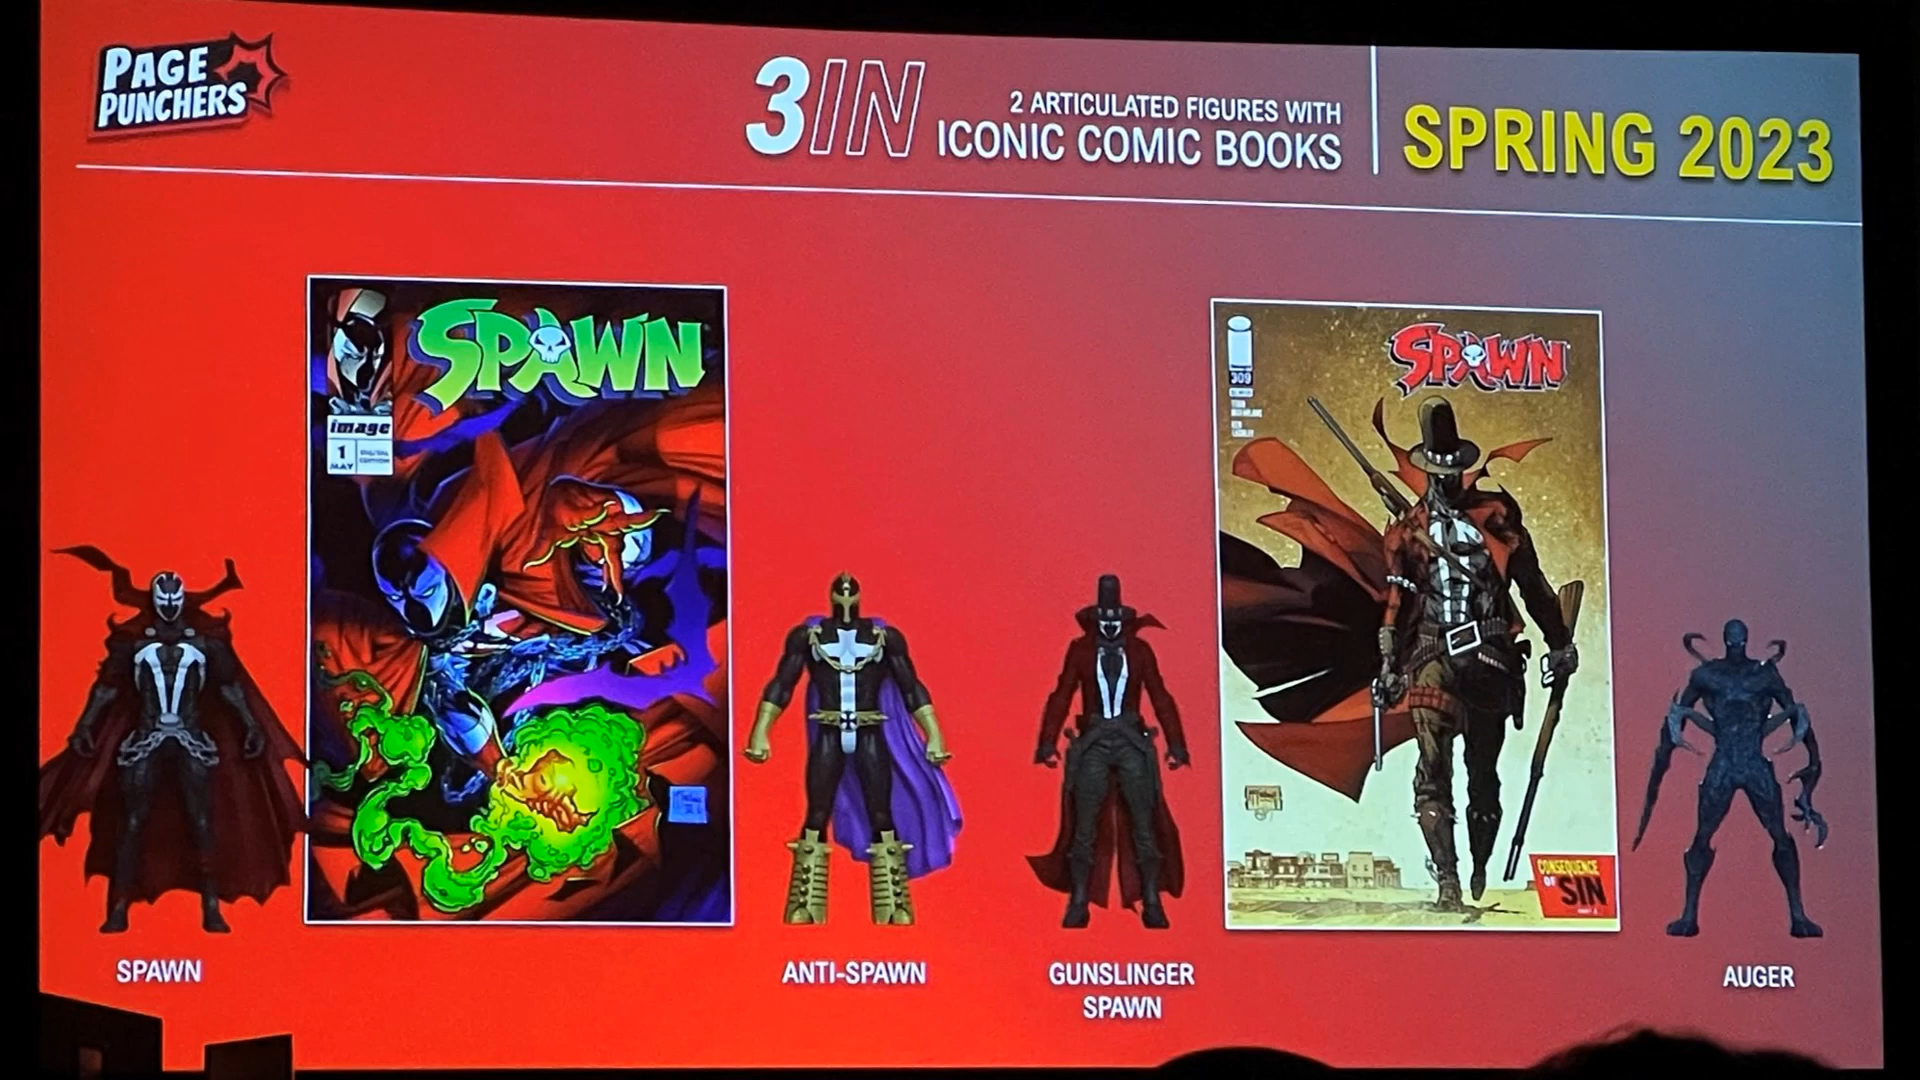 PAGE
PUNCHERS
3IN
2 ARTICULATED FIGURES WITH
ICONIC COMIC BOOKS
SPRING 2023
SPAWN
image
1
MAY
SPAWN
309
CONSEQUENCE
OF
SIN
SPAWN
ANTI-SPAWN
GUNSLINGER
SPAWN
AUGER